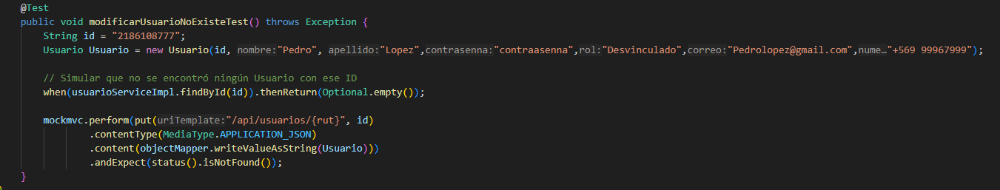 @Test
public void modificarUsuarioNoExisteTest() throws Exception {
String id = "2186108777";
Usuario Usuario = new Usuario(id, nombre:"Pedro", apellido:"Lopez",contrasenna:"contraasenna",rol:"Desvinculado",correo:"Pedrolopez@gmail.com",nume…"+569 99967999");
// Simular que no se encontró ningún Usuario con ese ID
when(usuarioServiceImpl.findById(id)).thenReturn(Optional.empty());
mockmvc.perform(put(uriTemplate:"/api/usuarios/{rut}", id)
.contentType(MediaType.APPLICATION_JSON)
.content(objectMapper.writeValueAsString(Usuario)))
.andExpect(status().isNotFound());
}